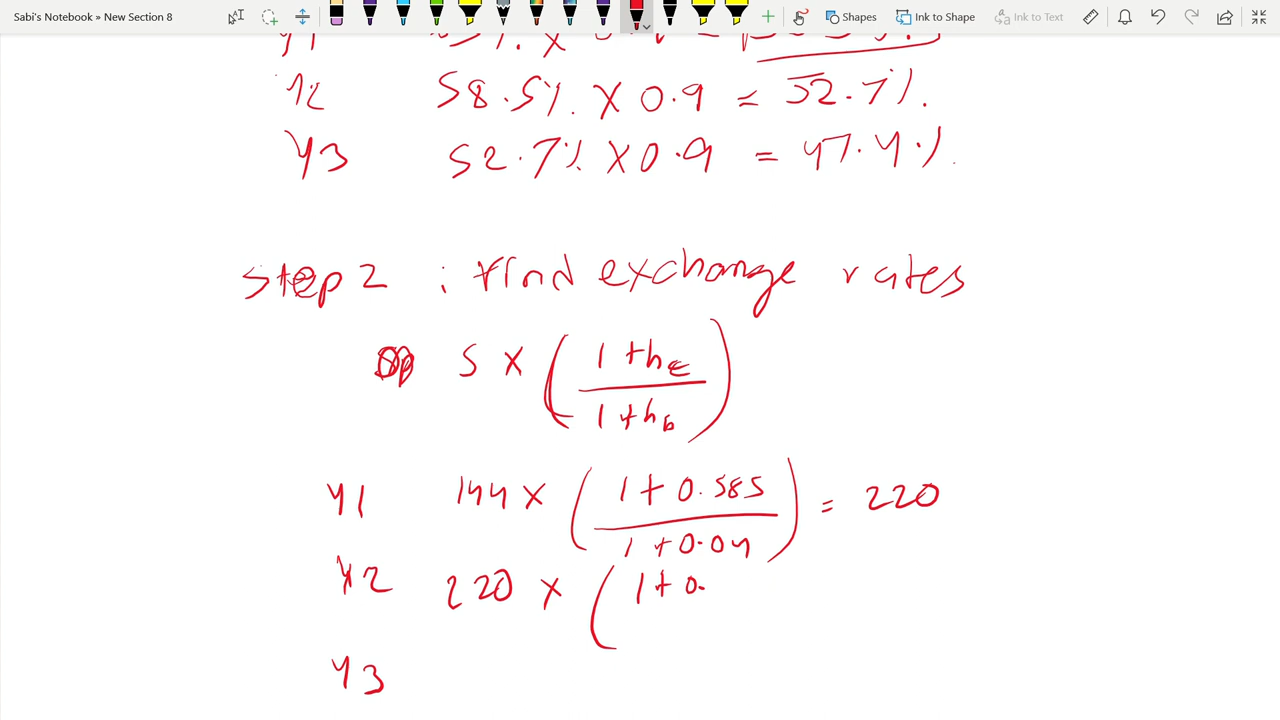 Sabi's Notebook » New Section 8
Shapes
Ink to Shape
Ink to Text
Y2 58.5% X 0.9 = 52.7%.
Y3 52.7% X 0.9 = 47.4%.
Step 2 : find exchange rates
S X (1 + hε / 1 + hb)
Y1 144 X (1 + 0.585 / 1 + 0.04) = 220
Y2 220 X (1 + 0.
Y3